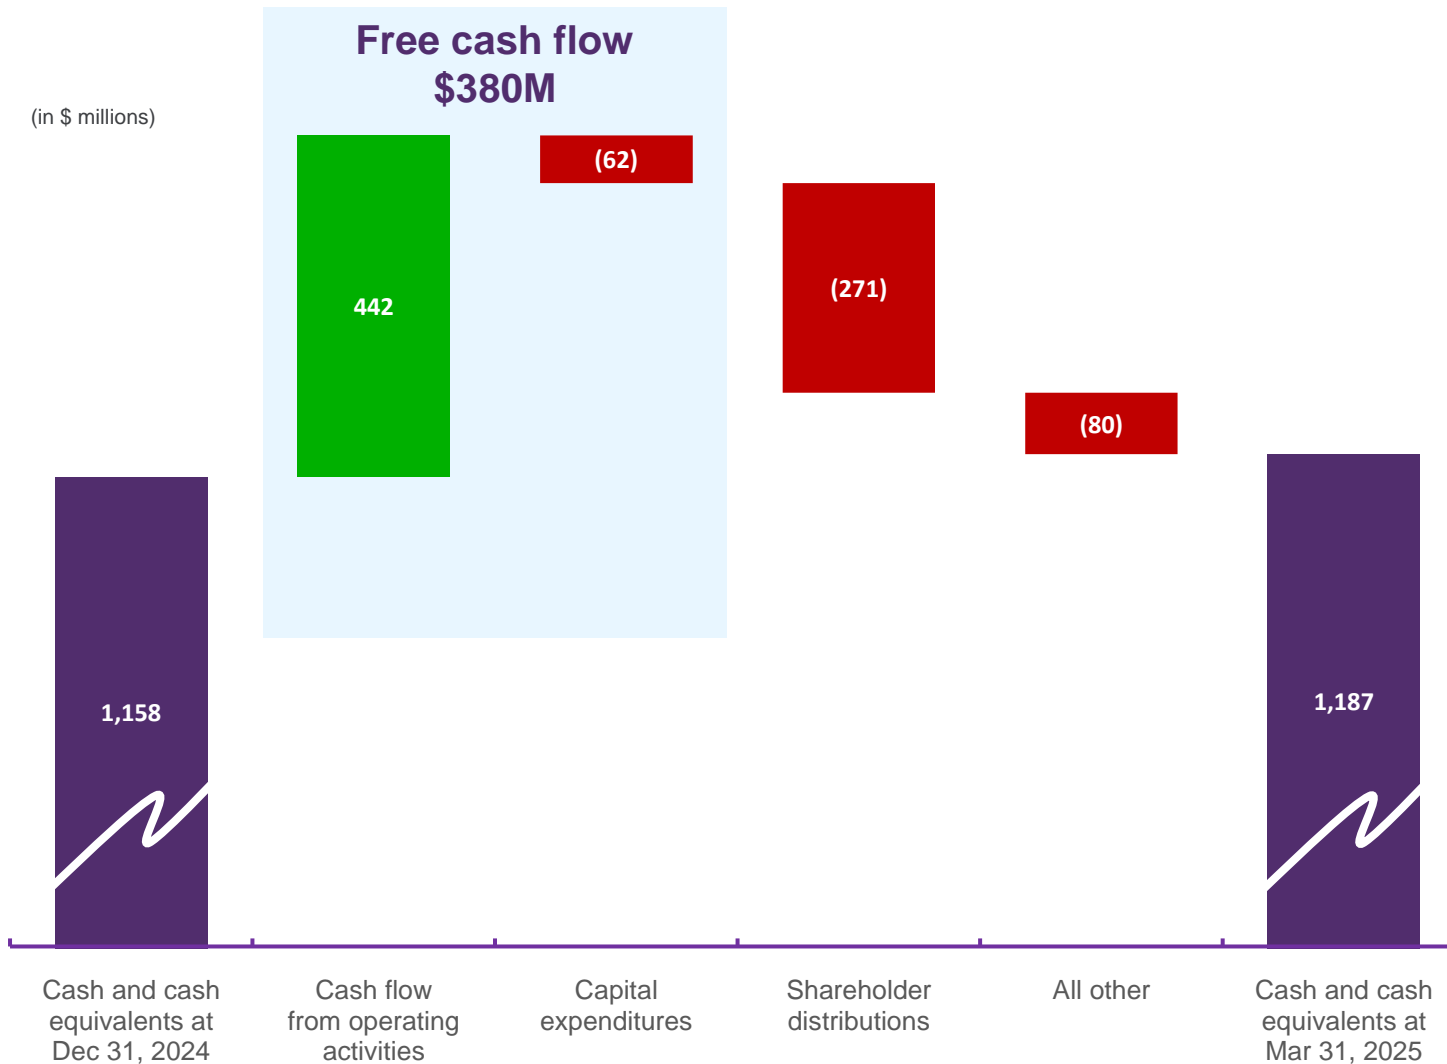 Free cash flow
$380M
(in $ millions)
442
(62)
(271)
(80)
1,158
1,187
Cash and cash
equivalents at
Dec 31, 2024
Cash flow
from operating
activities
Capital
expenditures
Shareholder
distributions
All other
Cash and cash
equivalents at
Mar 31, 2025